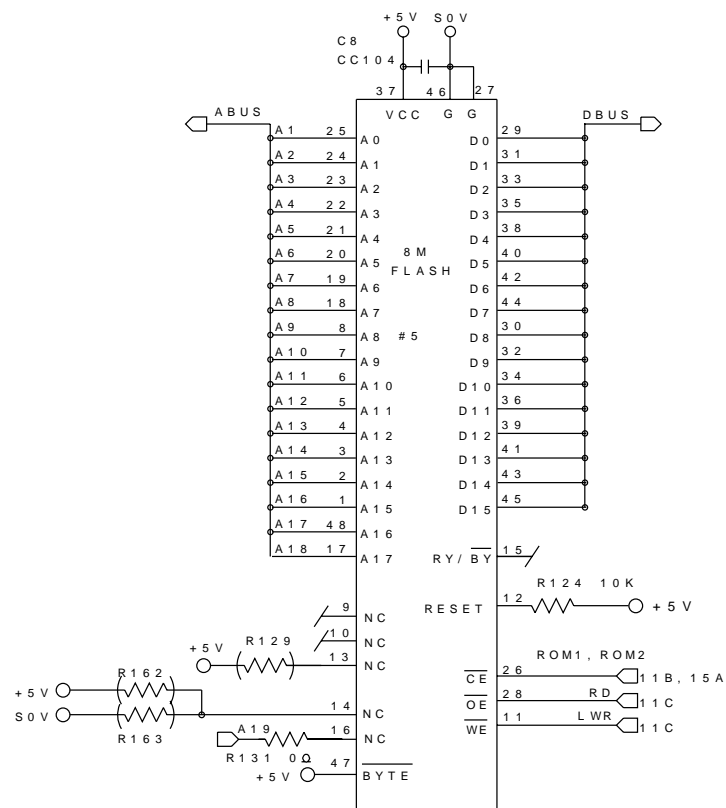 +5V S0V
C8
CC104
37 46 27
ABUS VCC G G DBUS
A1 25 A0 D0 29
A2 24 A1 D1 31
A3 23 A2 D2 33
A4 22 A3 D3 35
A5 21 A4 D4 38
A6 20 A5 D5 40
8M
A7 19 A6 D6 42
FLASH
A8 18 A7 D7 44
A9 8 A8 #5 D8 30
A10 7 A9 D9 32
A11 6 A10 D10 34
A12 5 A11 D11 36
A13 4 A12 D12 39
A14 3 A13 D13 41
A15 2 A14 D14 43
A16 1 A15 D15 45
A17 48 A16
A18 17 A17 RY/BY 15
R124 10K
9 NC RESET 12 +5V
10 NC
R129
+5V 13 NC
ROM1, ROM2
CE 26 11B, 15A
R162
+5V
OE 28 RD 11C
S0V 14 NC
R163
WE 11 LWR 11C
A19 16 NC
R131 0Ω
+5V 47 BYTE